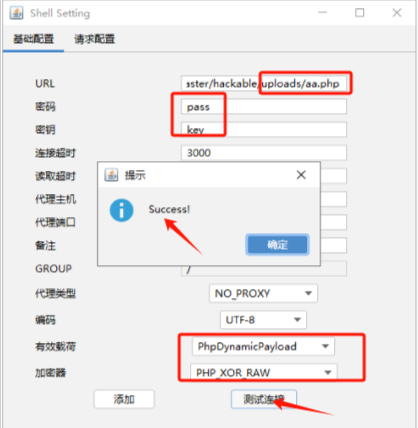 Shell Setting
基础配置 请求配置
URL
ıster/hackable/uploads/aa.php
密码 pass
密钥 key
连接超时 3000
读取超时
提示
代理主机
Success!
代理端口
备注
确定
GROUP /
代理类型 NO_PROXY
编码 UTF-8
有效载荷 PhpDynamicPayload
加密器 PHP_XOR_RAW
添加 测试连接